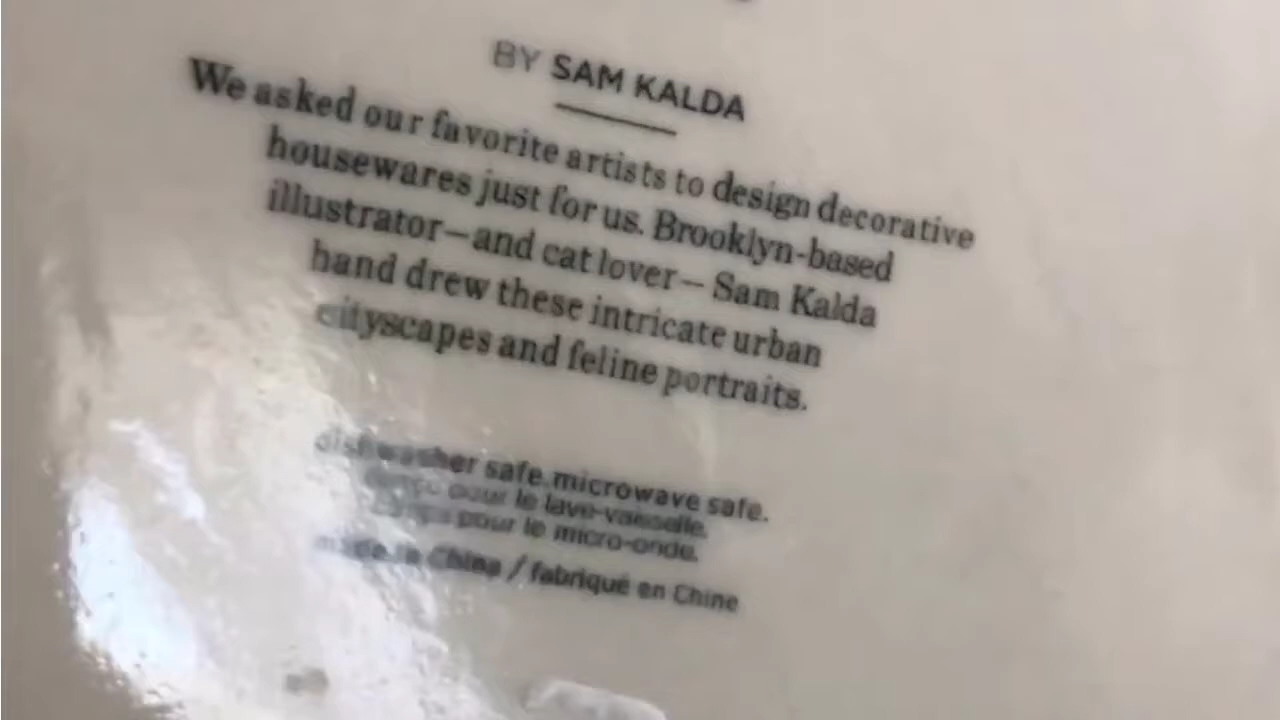 BY SAM KALDA
We asked our favorite artists to design decorative
housewares just for us. Brooklyn-based
illustrator—and cat lover— Sam Kalda
hand drew these intricate urban
cityscapes and feline portraits.
dishwasher safe. microwave safe.
pour le lave-vaisselle.
pour le micro-onde.
made in China / fabriqué en Chine